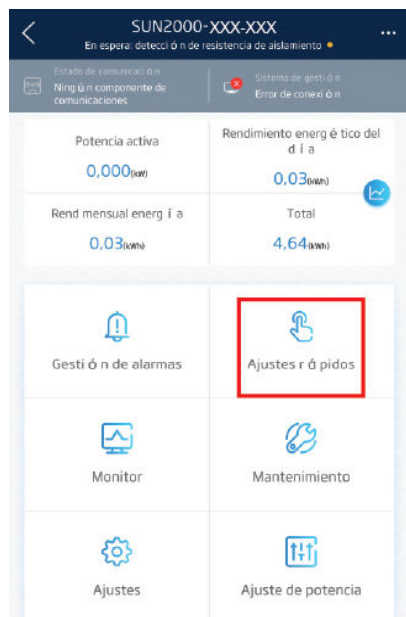 SUN2000-XXX-XXX
En espera: detecci ó n de resistencia de aislamiento
Estado de comunicaci ó n
Ning ú n componente de
comunicaciones
Sistema de gesti ó n
Error de conexi ó n
Potencia activa
0,000(kW)
Rendimiento energ é tico del
d í a
0,03(kWh)
Rend mensual energ í a
0,03(kWh)
Total
4,64(kWh)
Gesti ó n de alarmas
Ajustes r á pidos
Monitor
Mantenimiento
Ajustes
Ajuste de potencia